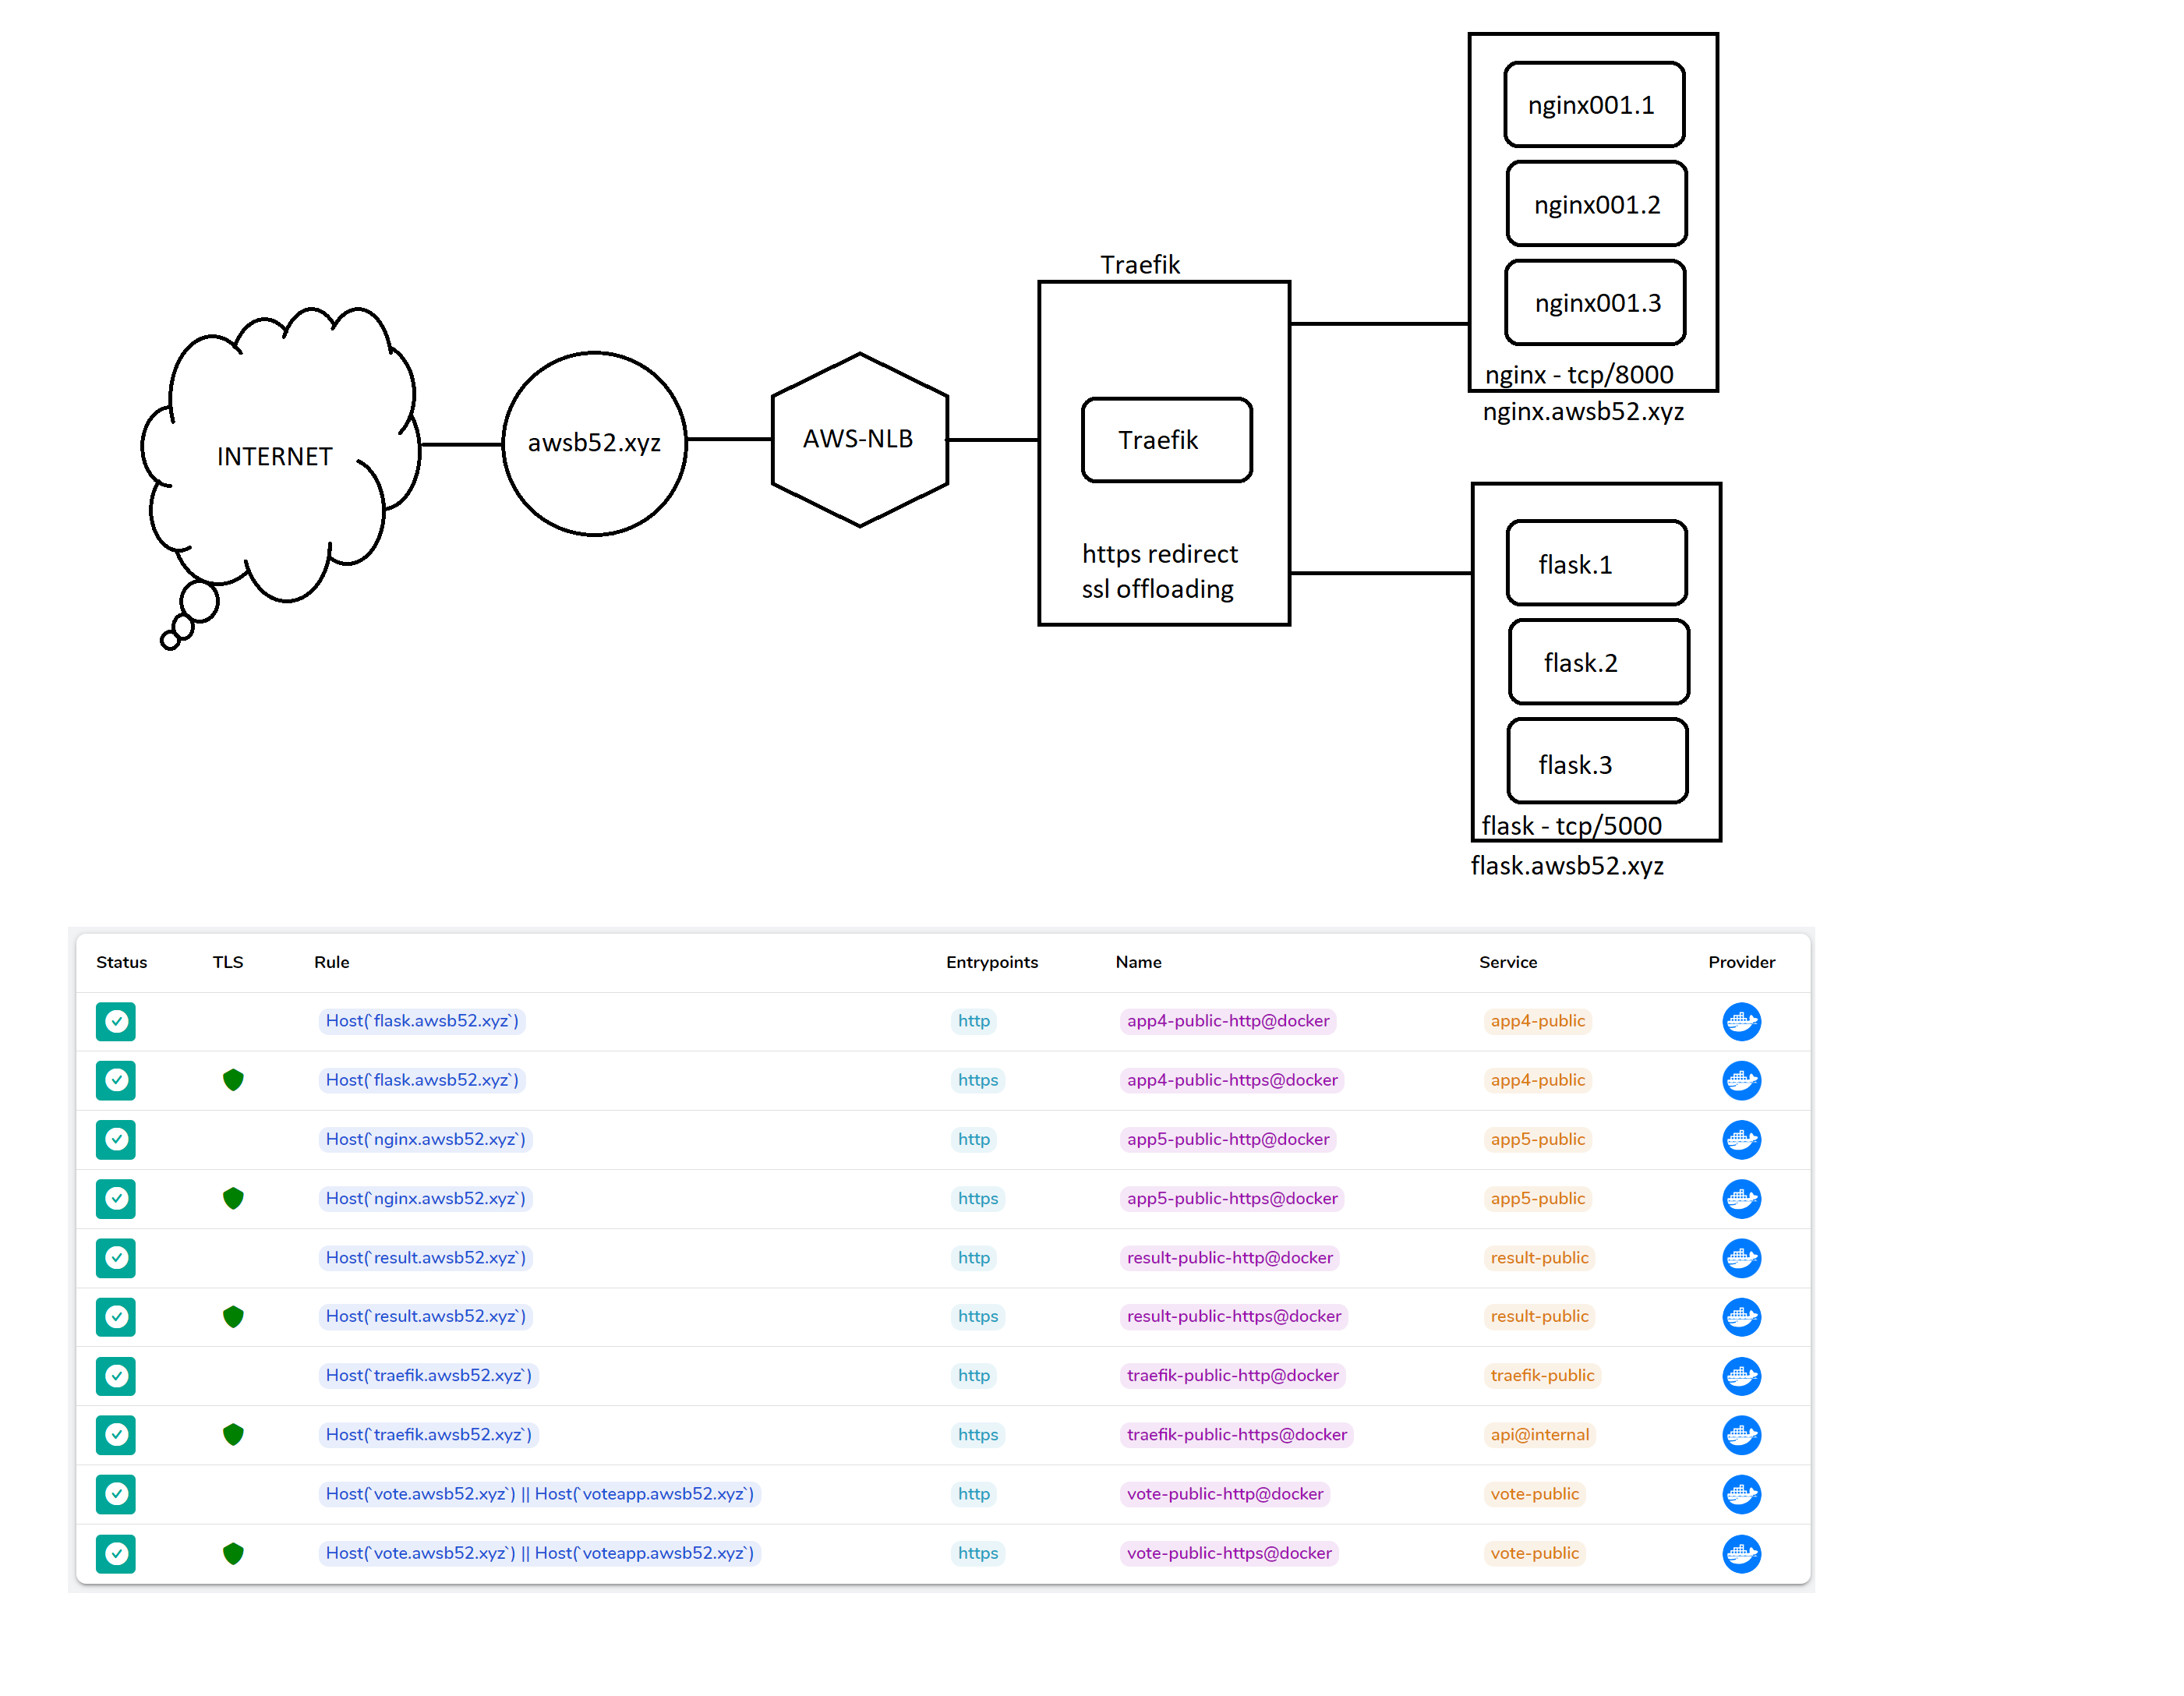 nginx001.1
nginx001.2
nginx001.3
nginx - tcp/8000
nginx.awsb52.xyz
Traefik
INTERNET
awsb52.xyz
AWS-NLB
Traefik
https redirect
ssl offloading
flask.1
flask.2
flask.3
flask - tcp/5000
flask.awsb52.xyz
Status TLS Rule Entrypoints Name Service Provider
Host(`flask.awsb52.xyz`) http app4-public-http@docker app4-public
Host(`flask.awsb52.xyz`) https app4-public-https@docker app4-public
Host(`nginx.awsb52.xyz`) http app5-public-http@docker app5-public
Host(`nginx.awsb52.xyz`) https app5-public-https@docker app5-public
Host(`result.awsb52.xyz`) http result-public-http@docker result-public
Host(`result.awsb52.xyz`) https result-public-https@docker result-public
Host(`traefik.awsb52.xyz`) http traefik-public-http@docker traefik-public
Host(`traefik.awsb52.xyz`) https traefik-public-https@docker api@internal
Host(`vote.awsb52.xyz`) || Host(`voteapp.awsb52.xyz`) http vote-public-http@docker vote-public
Host(`vote.awsb52.xyz`) || Host(`voteapp.awsb52.xyz`) https vote-public-https@docker vote-public